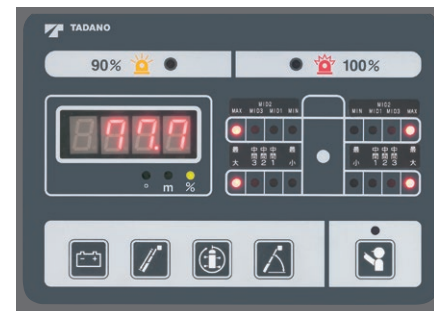 TADANO
90%
100%
77.7
° m %
MID2 MID2
MAX MID3 MID1 MIN MIN MID1 MID3 MAX
最大 中間3 中間2 中間1 最小 最小 中間1 中間2 中間3 最大